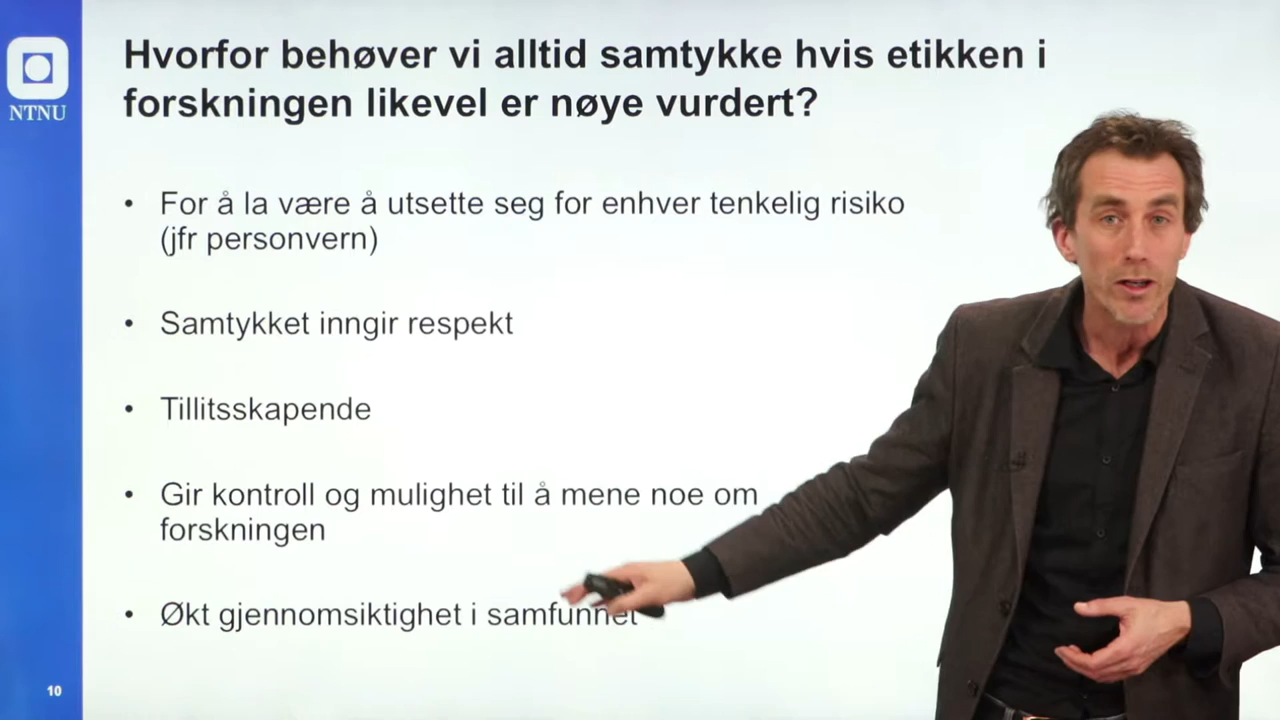 NTNU
Hvorfor behøver vi alltid samtykke hvis etikken i
forskningen likevel er nøye vurdert?
• For å la være å utsette seg for enhver tenkelig risiko
(jfr personvern)
• Samtykket inngir respekt
• Tillitsskapende
• Gir kontroll og mulighet til å mene noe om
forskningen
• Økt gjennomsiktighet i samfunnet
10